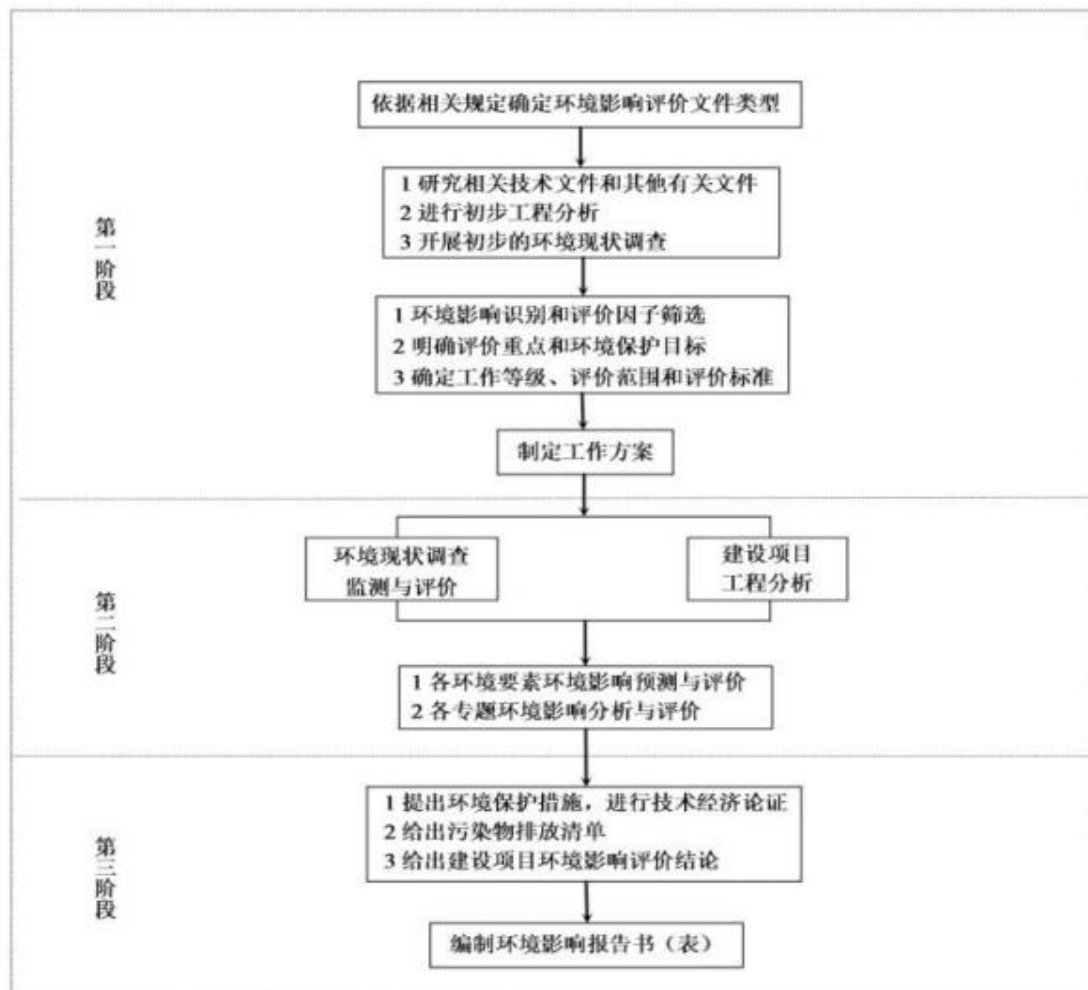 依据相关规定确定环境影响评价文件类型
1 研究相关技术文件和其他有关文件
2 进行初步工程分析
3 开展初步的环境现状调查
第一阶段
1 环境影响识别和评价因子筛选
2 明确评价重点和环境保护目标
3 确定工作等级、评价范围和评价标准
制定工作方案
环境现状调查
监测与评价
建设项目
工程分析
第二阶段
1 各环境要素环境影响预测与评价
2 各专题环境影响分析与评价
1 提出环境保护措施，进行技术经济论证
2 给出污染物排放清单
3 给出建设项目环境影响评价结论
第三阶段
编制环境影响报告书（表）